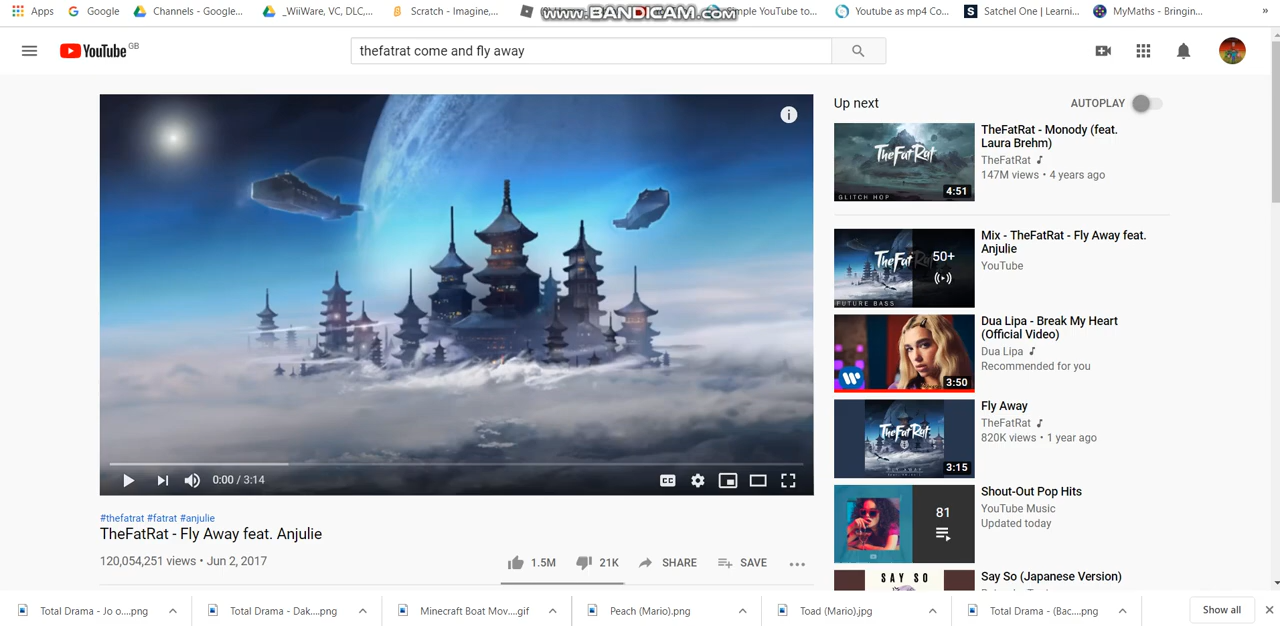 Apps Google Channels - Google... _WiiWare, VC, DLC,... Scratch - Imagine,... Simple YouTube to... Youtube as mp4 Co... Satchel One | Learni... MyMaths - Bringin... »
www.BANDICAM.com
YouTube GB
thefatrat come and fly away
Up next
AUTOPLAY
TheFatRat - Monody (feat. Laura Brehm)
TheFatRat
147M views • 4 years ago
TheFatRat
GLITCH HOP
4:51
Mix - TheFatRat - Fly Away feat. Anjulie
YouTube
TheFatRat
50+
FUTURE BASS
Dua Lipa - Break My Heart (Official Video)
Dua Lipa
Recommended for you
3:50
Fly Away
TheFatRat
820K views • 1 year ago
TheFatRat
3:15
Shout-Out Pop Hits
YouTube Music
Updated today
81
Say So (Japanese Version)
SAY SO
0:00 / 3:14
CC
#thefatrat #fatrat #anjulie
TheFatRat - Fly Away feat. Anjulie
120,054,251 views • Jun 2, 2017
1.5M 21K SHARE SAVE
Total Drama - Jo o....png Total Drama - Dak....png Minecraft Boat Mov....gif Peach (Mario).png Toad (Mario).jpg Total Drama - (Bac....png Show all